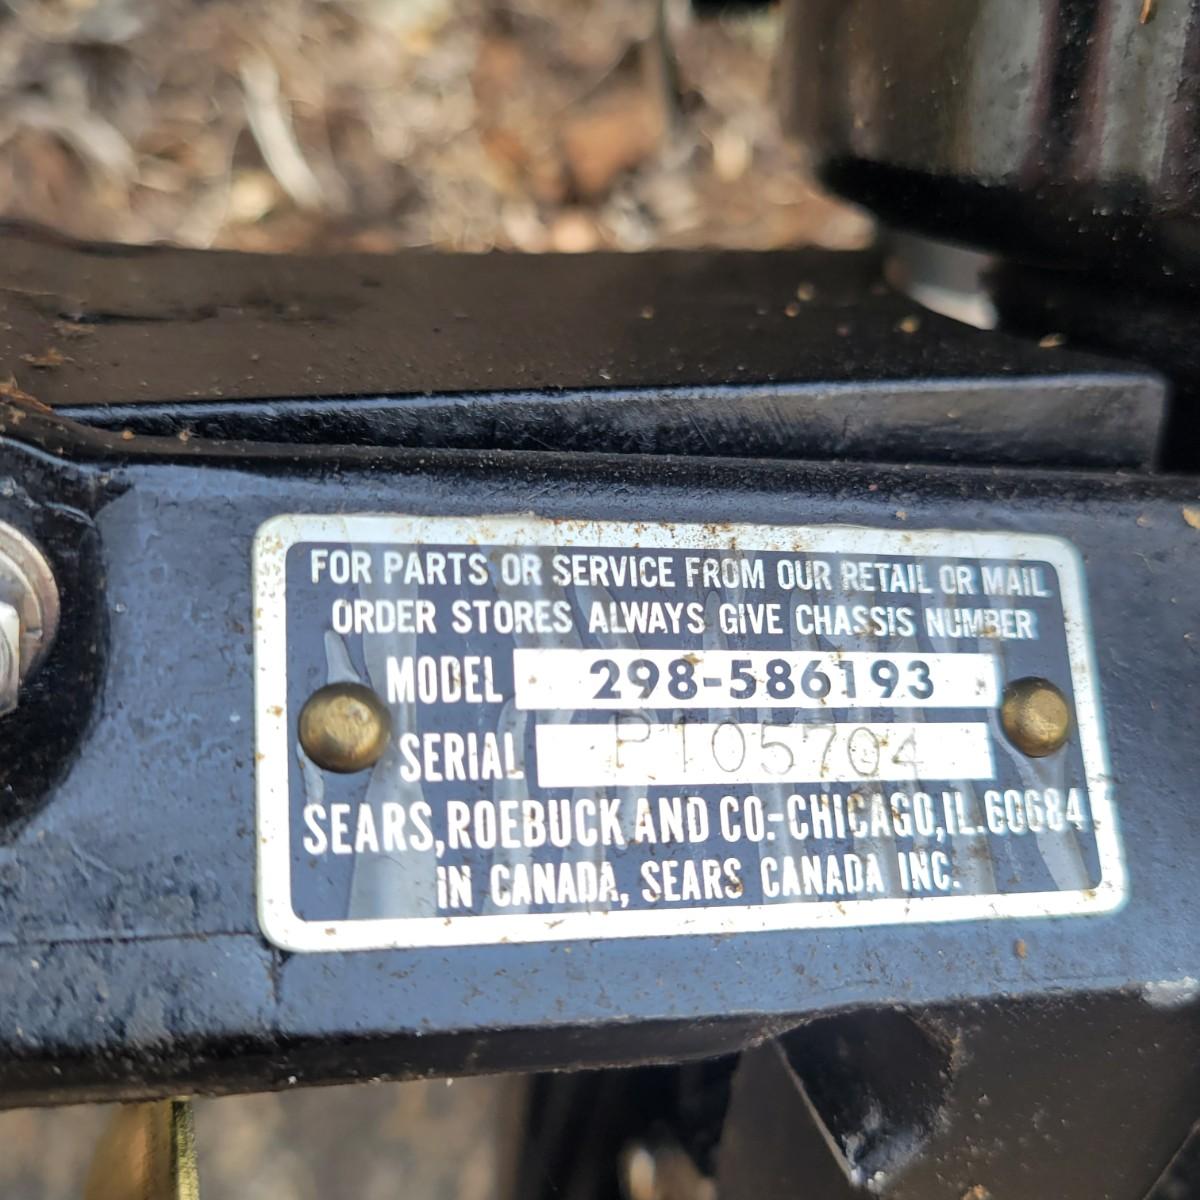 FOR PARTS OR SERVICE FROM OUR RETAIL OR MAIL
ORDER STORES ALWAYS GIVE CHASSIS NUMBER
MODEL 298-586193
SERIAL P105704
SEARS, ROEBUCK AND CO.-CHICAGO, IL. 60684
IN CANADA, SEARS CANADA INC.